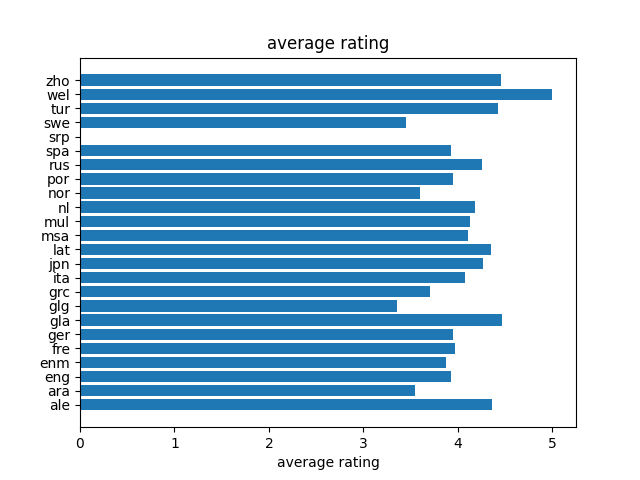 average rating
zho
wel
tur
swe
srp
spa
rus
por
nor
nl
mul
msa
lat
jpn
ita
grc
glg
gla
ger
fre
enm
eng
ara
ale
0 1 2 3 4 5
average rating